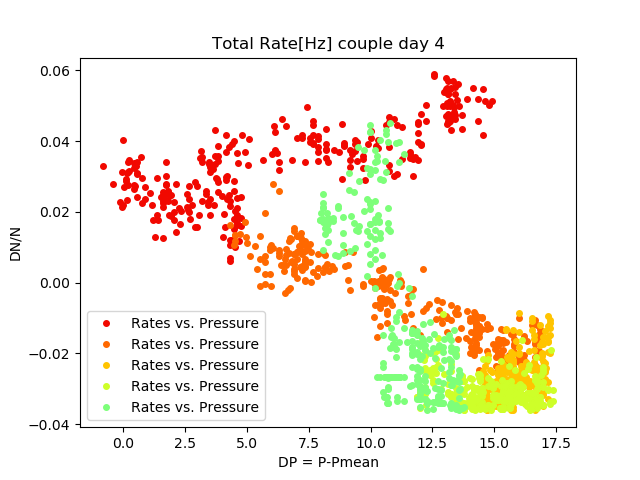 Total Rate[Hz] couple day 4
0.06
0.04
0.02
0.00
−0.02
−0.04
DN/N
Rates vs. Pressure
Rates vs. Pressure
Rates vs. Pressure
Rates vs. Pressure
Rates vs. Pressure
0.0 2.5 5.0 7.5 10.0 12.5 15.0 17.5
DP = P-Pmean